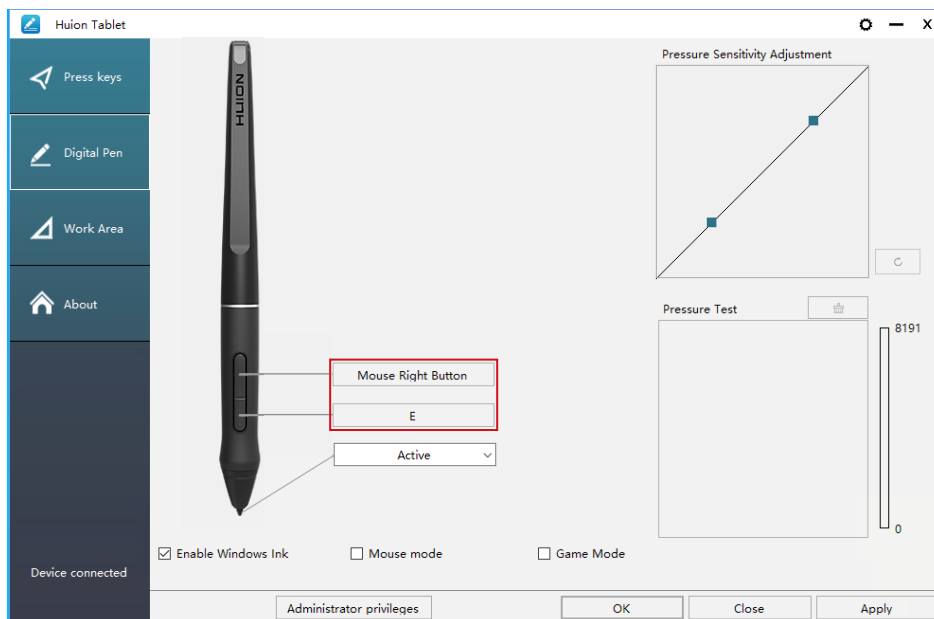 Huion Tablet
X
Press keys
Digital Pen
Work Area
About
Device connected
HUION
Mouse Right Button
E
Active
Enable Windows Ink
Mouse mode
Game Mode
Pressure Sensitivity Adjustment
Pressure Test
8191
0
Administrator privileges
OK
Close
Apply